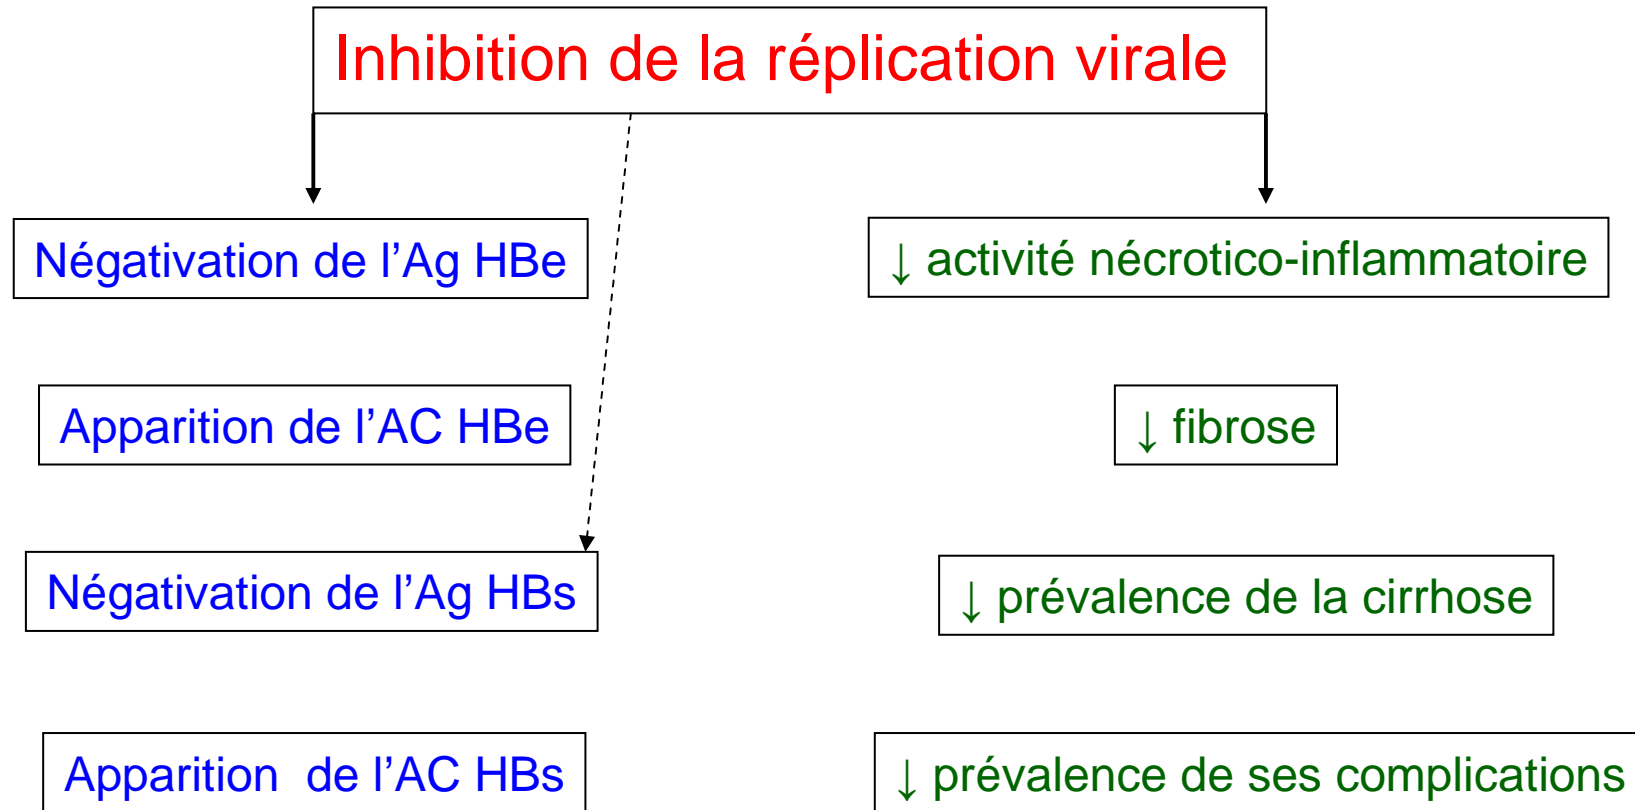 Inhibition de la réplication virale
Négativation de l’Ag HBe
↓ activité nécrotico-inflammatoire
Apparition de l’AC HBe
↓ fibrose
Négativation de l’Ag HBs
↓ prévalence de la cirrhose
Apparition de l’AC HBs
↓ prévalence de ses complications